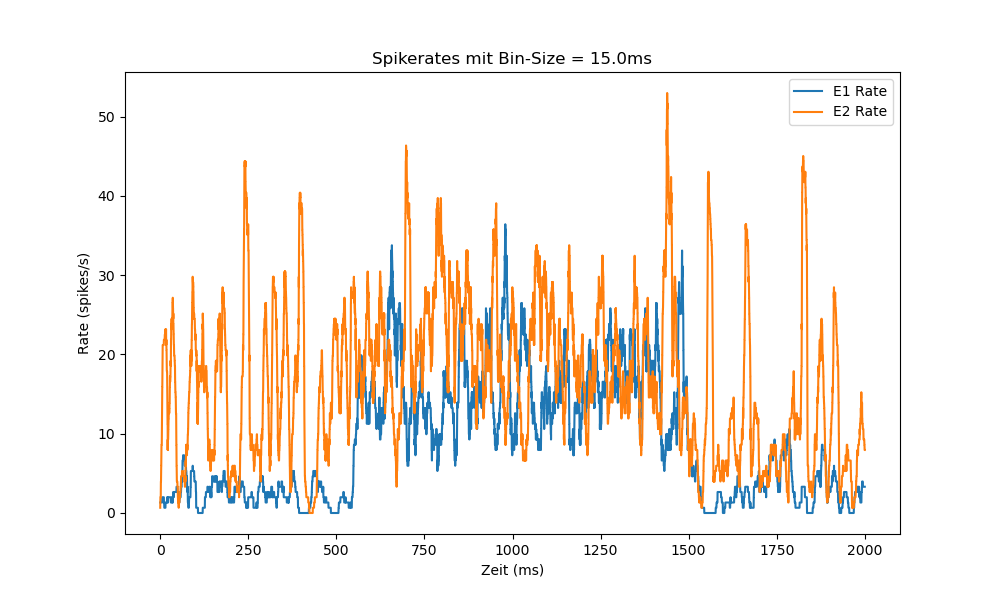 Spikerates mit Bin-Size = 15.0ms
E1 Rate
E2 Rate
Rate (spikes/s)
50
40
30
20
10
0
0 250 500 750 1000 1250 1500 1750 2000
Zeit (ms)